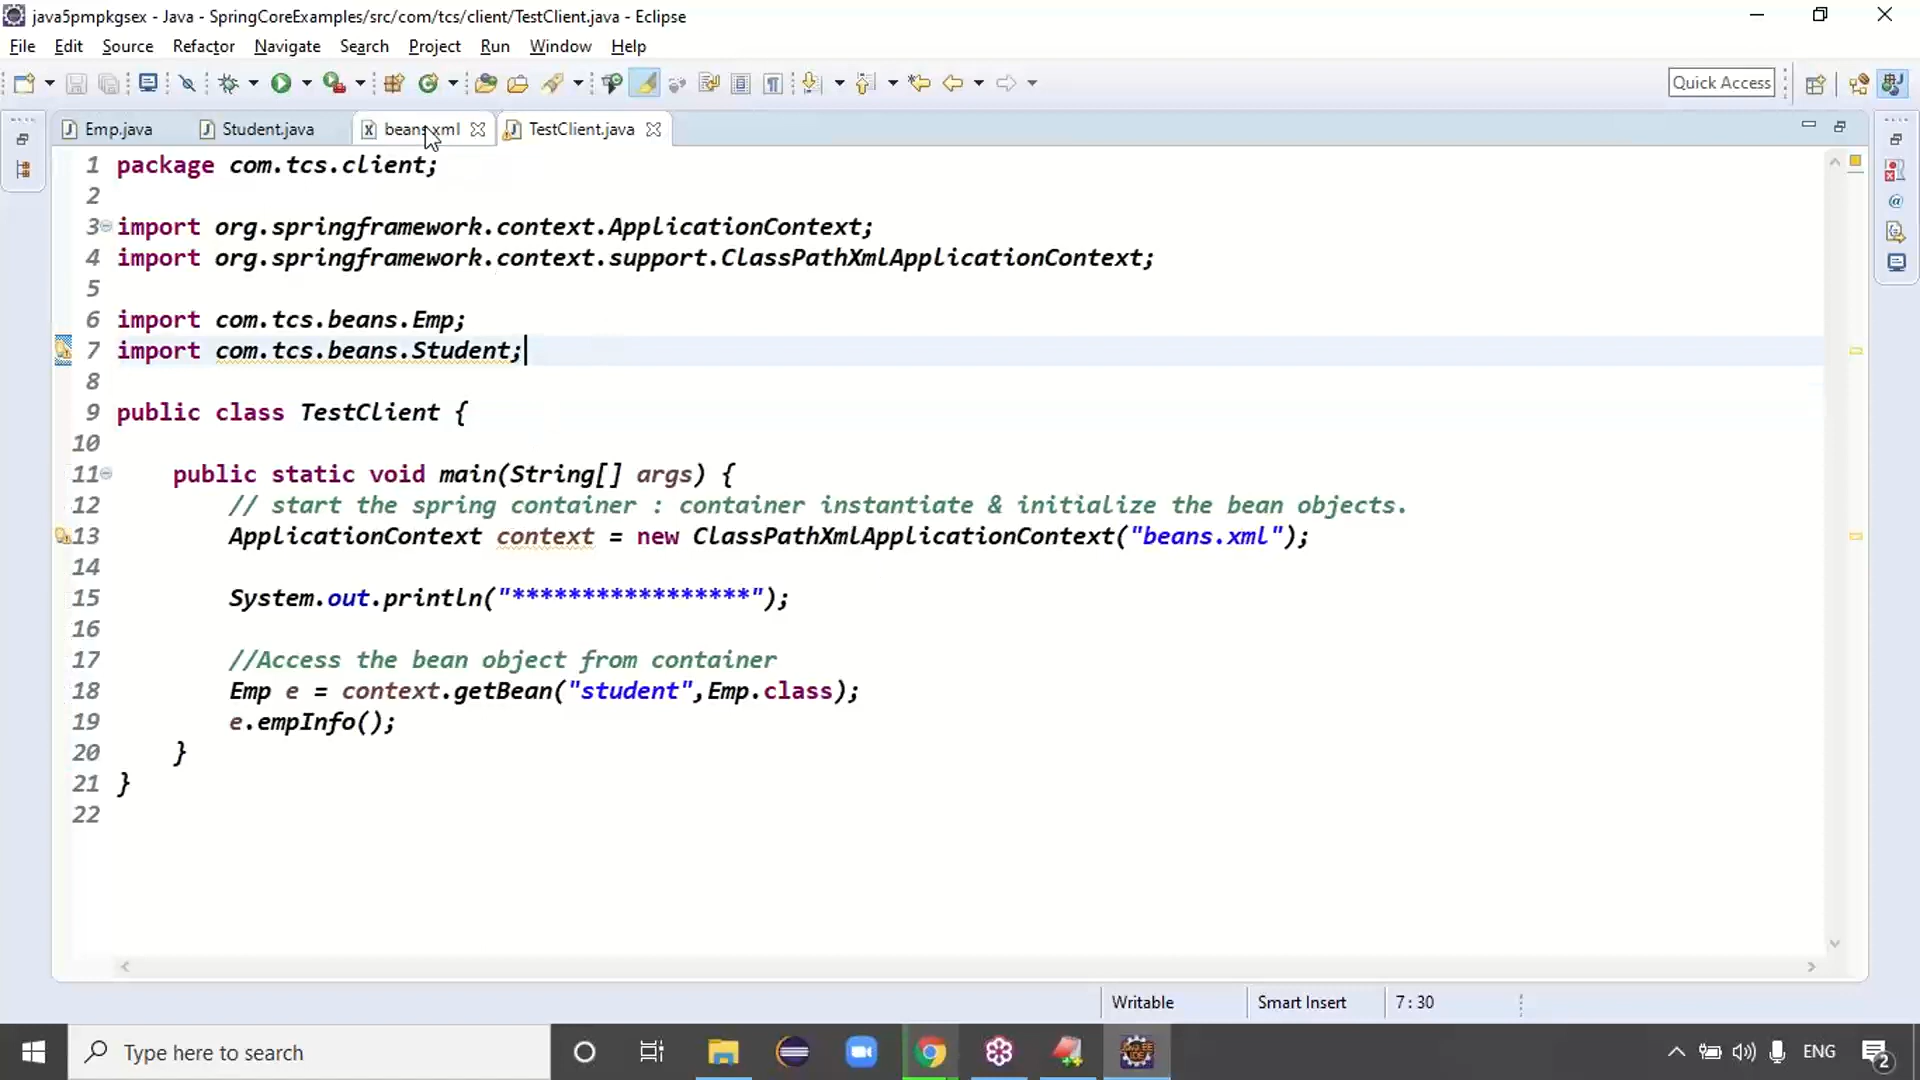 java5pmpkgsex - Java - SpringCoreExamples/src/com/tcs/client/TestClient.java - Eclipse
File Edit Source Refactor Navigate Search Project Run Window Help
Quick Access
Emp.java Student.java beans.xml TestClient.java
1 package com.tcs.client;
2
3 import org.springframework.context.ApplicationContext;
4 import org.springframework.context.support.ClassPathXmlApplicationContext;
5
6 import com.tcs.beans.Emp;
7 import com.tcs.beans.Student;
8
9 public class TestClient {
10
11 public static void main(String[] args) {
12 // start the spring container : container instantiate & initialize the bean objects.
13 ApplicationContext context = new ClassPathXmlApplicationContext("beans.xml");
14
15 System.out.println("*****************");
16
17 //Access the bean object from container
18 Emp e = context.getBean("student",Emp.class);
19 e.empInfo();
20 }
21 }
22
Writable Smart Insert 7 : 30
Type here to search
ENG
2